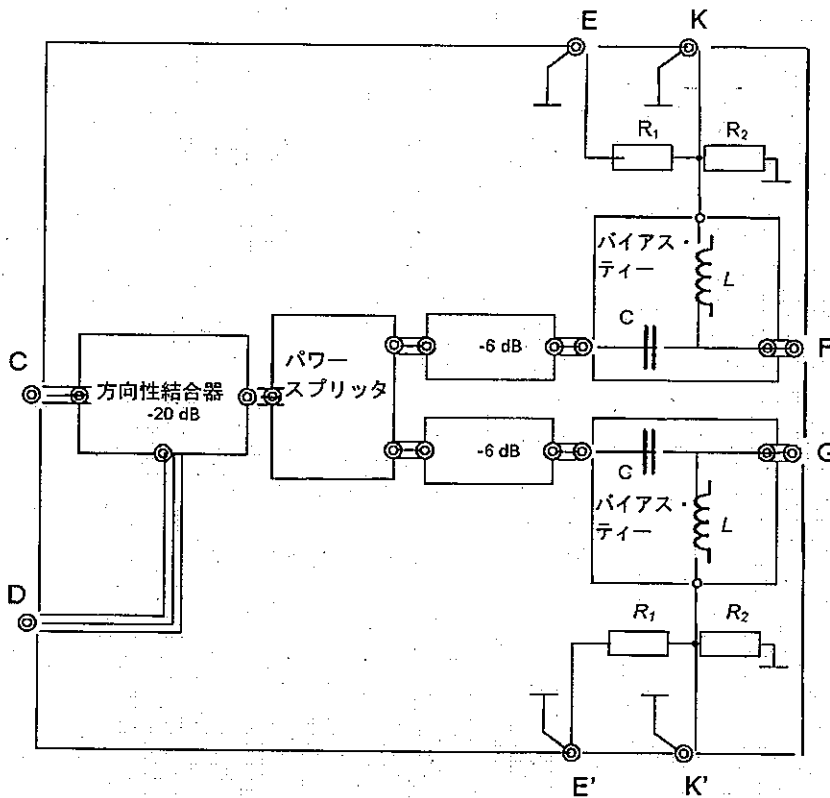 E
K
R₁
R₂
バイアス・
ティー
L
C
F
-6 dB
パワー
スプリッタ
C
方向性結合器
-20 dB
-6 dB
C
G
バイアス・
ティー
L
D
R₁
R₂
E'
K'